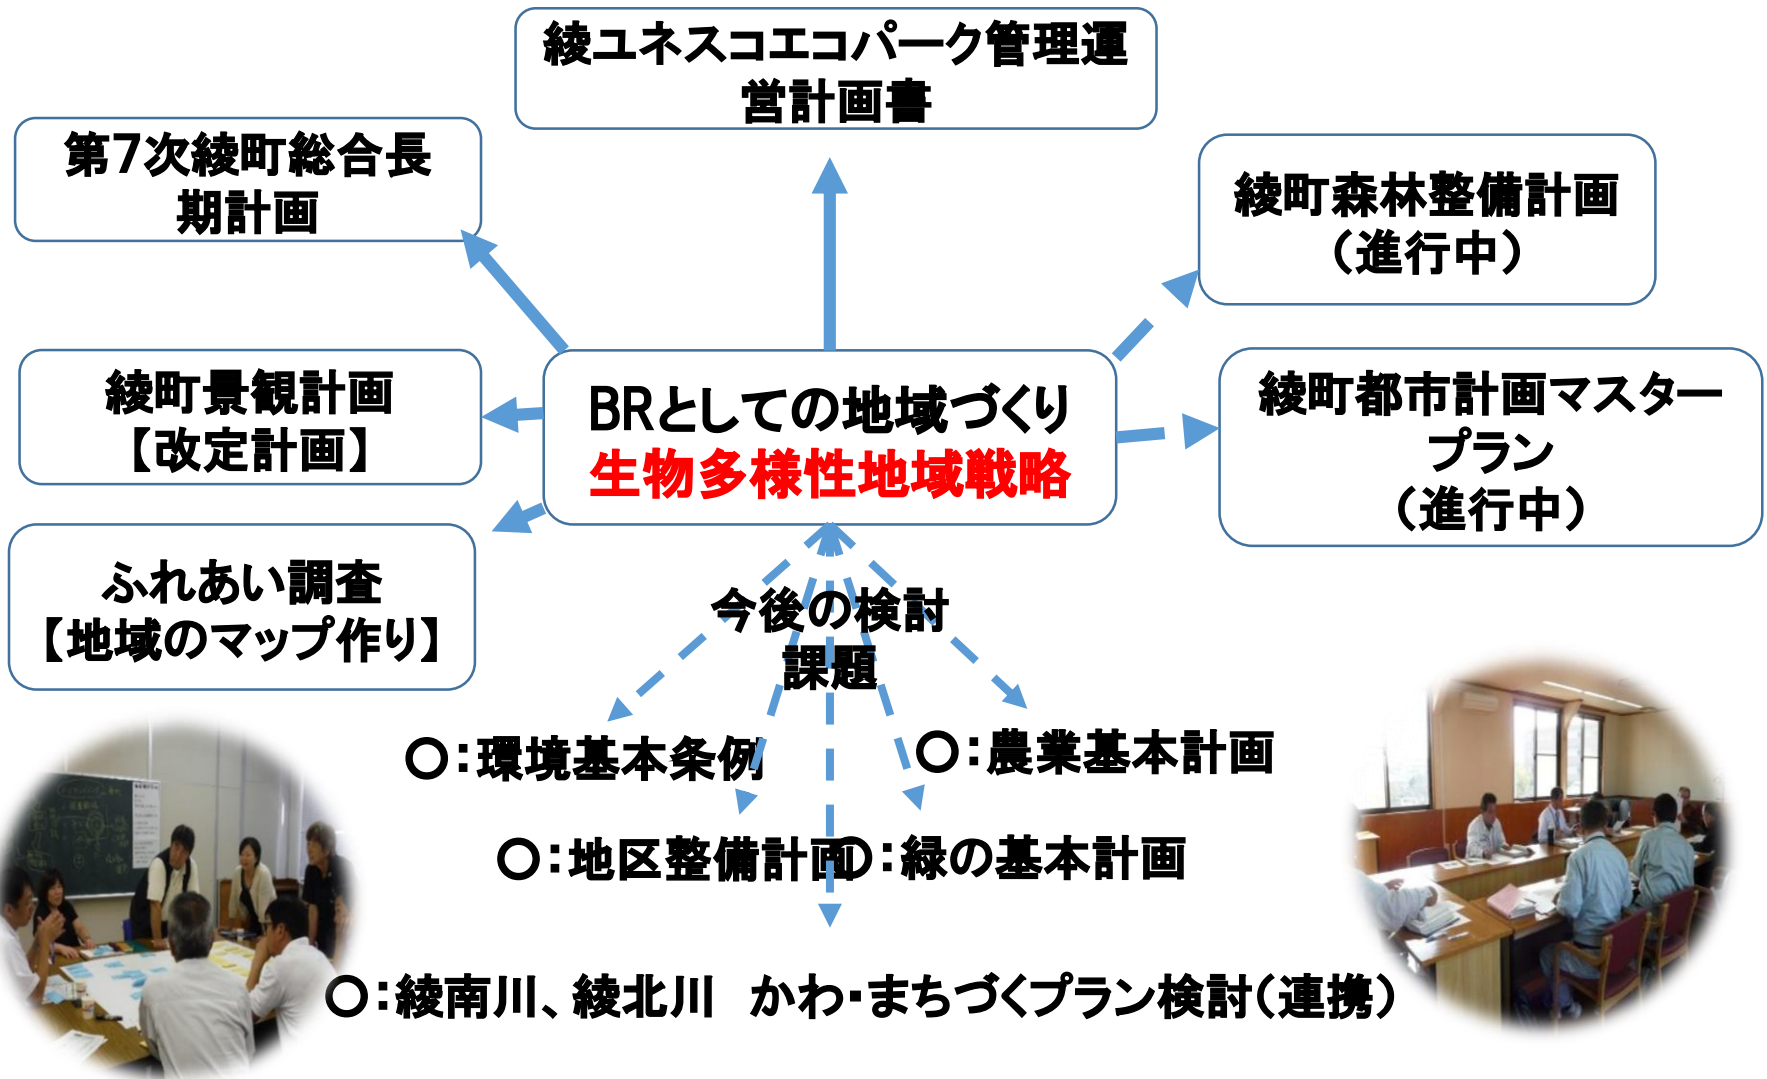 綾ユネスコエコパーク管理運
営計画書
第7次綾町総合長
期計画
綾町森林整備計画
（進行中）
綾町景観計画
【改定計画】
BRとしての地域づくり
生物多様性地域戦略
綾町都市計画マスター
プラン
（進行中）
ふれあい調査
【地域のマップ作り】
今後の検討
課題
〇：環境基本条例
〇：農業基本計画
〇：地区整備計画
〇：緑の基本計画
〇：綾南川、綾北川　かわ・まちづくプラン検討（連携）